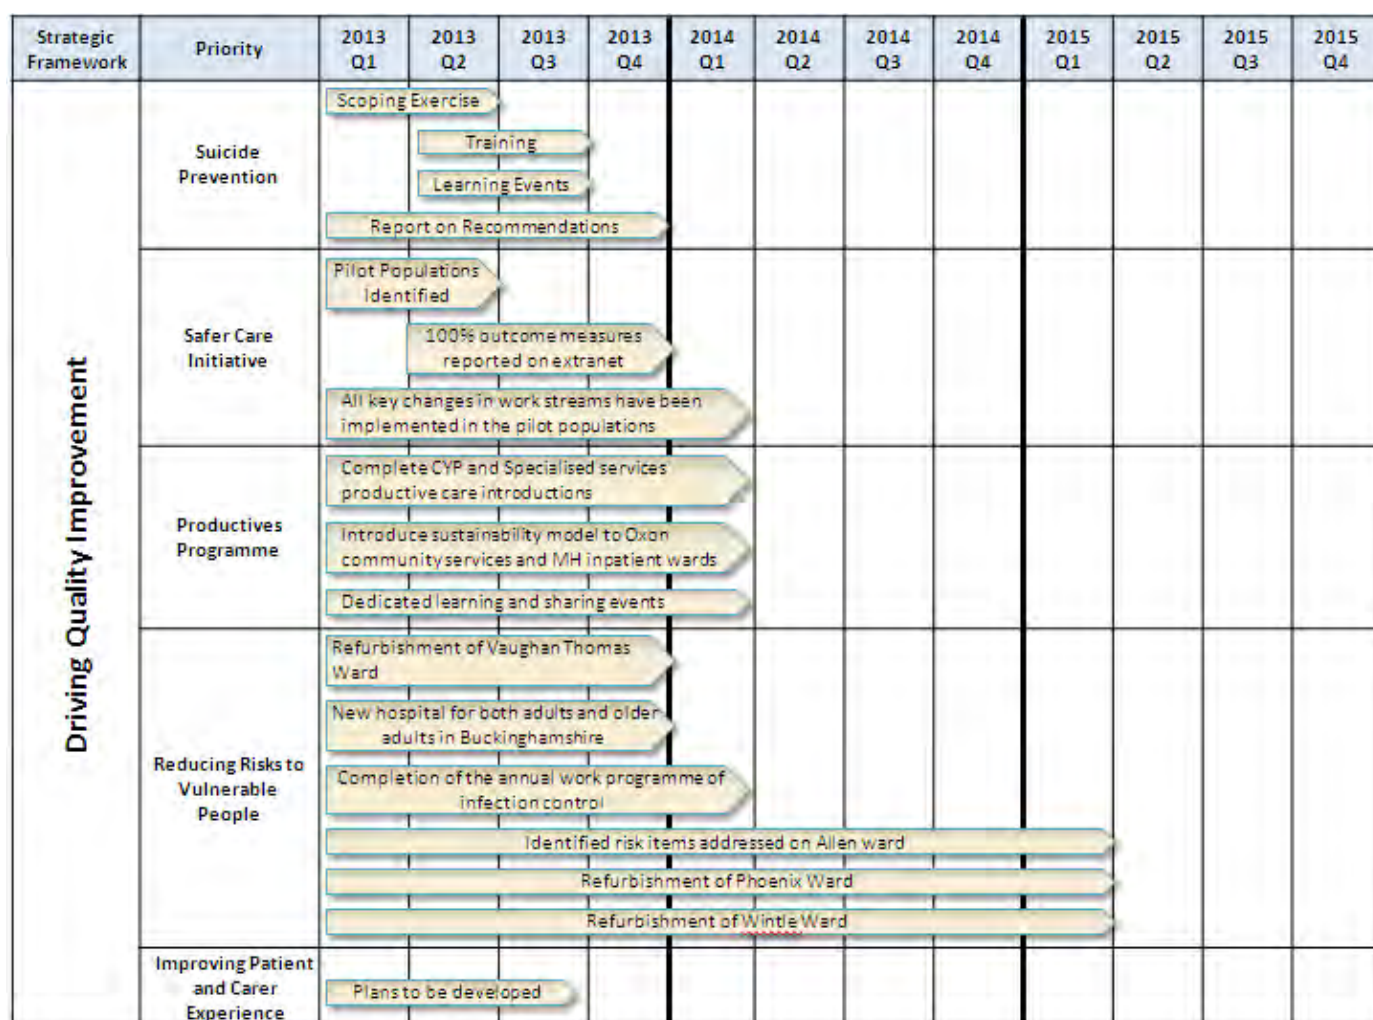 Strategic Framework
Priority
2013 Q1
2013 Q2
2013 Q3
2013 Q4
2014 Q1
2014 Q2
2014 Q3
2014 Q4
2015 Q1
2015 Q2
2015 Q3
2015 Q4
Driving Quality Improvement
Suicide
Prevention
Scoping Exercise
Training
Learning Events
Report on Recommendations
Safer Care
Initiative
Pilot Populations
Identified
100% outcome measures
reported on extranet
All key changes in work streams have been
implemented in the pilot populations
Productives
Programme
Complete CYP and Specialised services
productive care introductions
Introduce sustainability model to Oxon
community services and MH inpatient wards
Dedicated learning and sharing events
Reducing Risks to
Vulnerable
People
Refurbishment of Vaughan Thomas
Ward
New hospital for both adults and older
adults in Buckinghamshire
Completion of the annual work programme of
infection control
Identified risk items addressed on Allen ward
Refurbishment of Phoenix Ward
Refurbishment of Wintle Ward
Improving Patient
and Carer
Experience
Plans to be developed